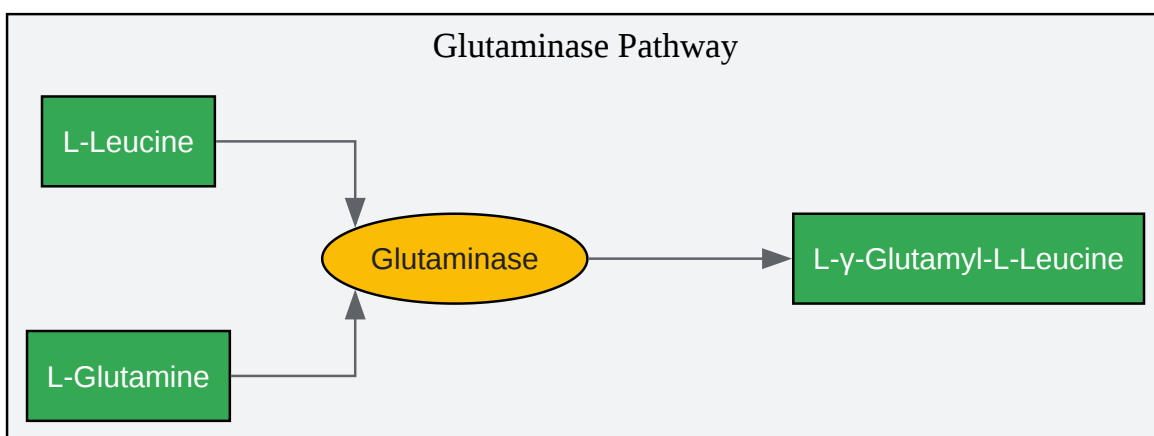 Glutaminase Pathway
L-Leucine
Glutaminase
L-γ-Glutamyl-L-Leucine
L-Glutamine